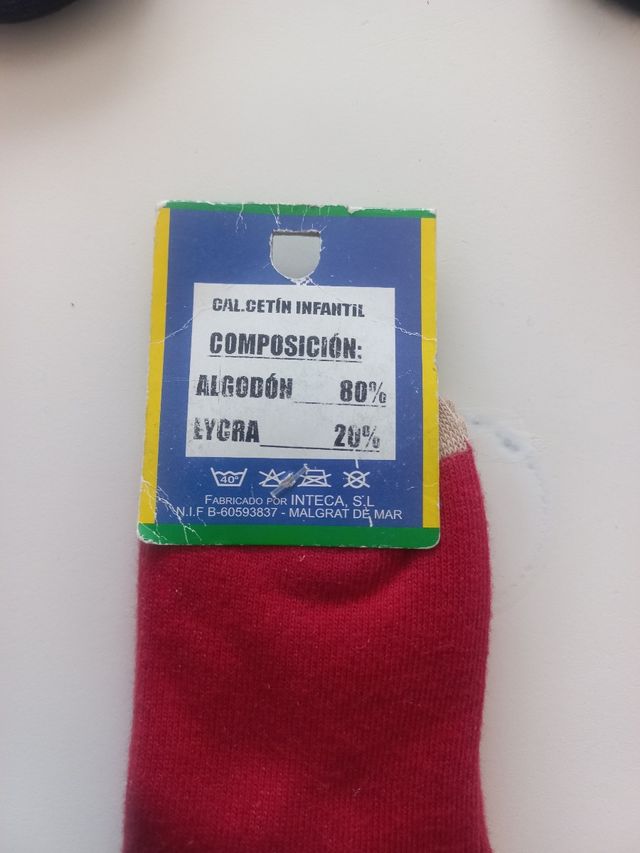 CAL.CETÍN INFANTIL
COMPOSICIÓN:
ALGODÓN 80%
LYCRA 20%
40°
FABRICADO POR INTECA, S.L
N.I.F B-60593837 - MALGRAT DE MAR